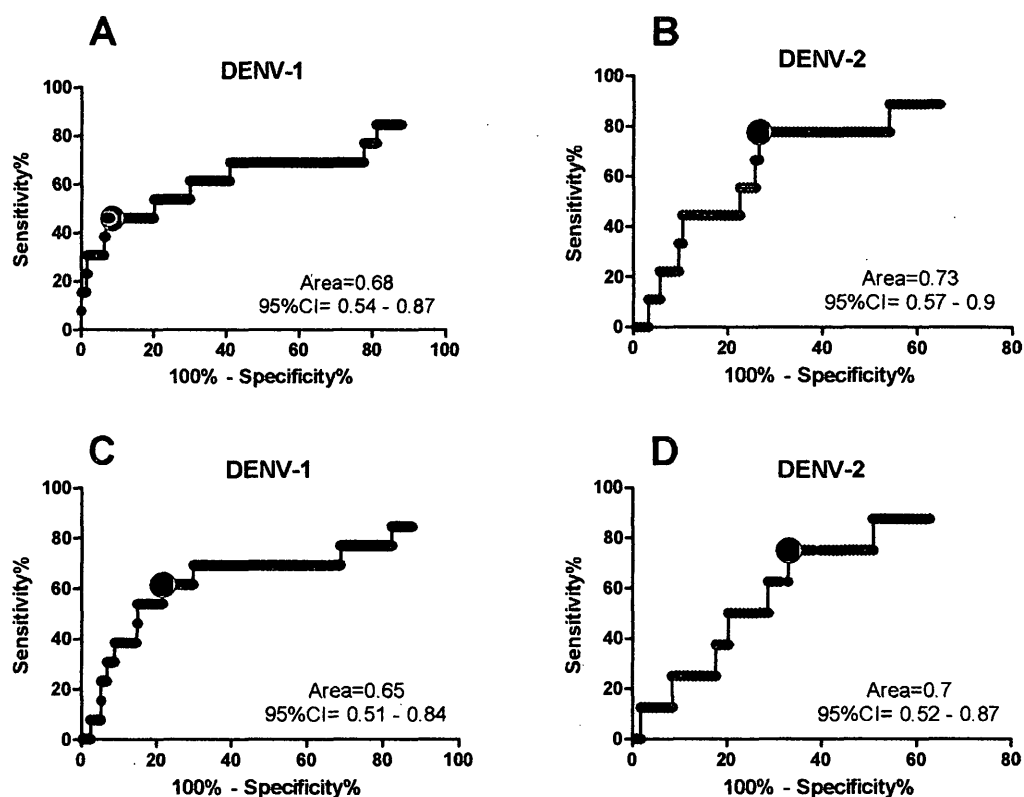 A
DENV-1
100
80
60
40
20
0
Sensitivity%
Area=0.68
95%CI= 0.54 - 0.87
0 20 40 60 80 100
100% - Specificity%
B
DENV-2
100
80
60
40
20
0
Sensitivity%
Area=0.73
95%CI= 0.57 - 0.9
0 20 40 60 80
100% - Specificity%
C
DENV-1
100
80
60
40
20
0
Sensitivity%
Area=0.65
95%CI= 0.51 - 0.84
0 20 40 60 80 100
100% - Specificity%
D
DENV-2
100
80
60
40
20
0
Sensitivity%
Area=0.7
95%CI= 0.52 - 0.87
0 20 40 60 80
100% - Specificity%